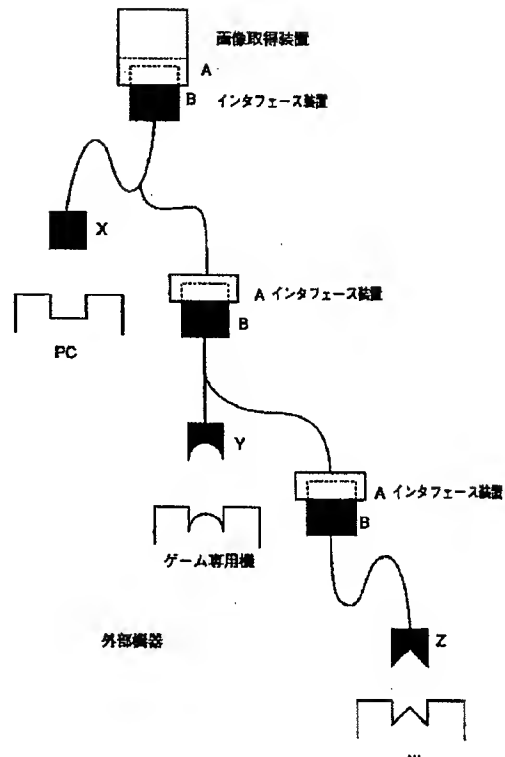 画像取得装置
A
B インタフェース装置
X
A インタフェース装置
B
PC
Y
A インタフェース装置
B
ゲーム専用機
外部機器
Z